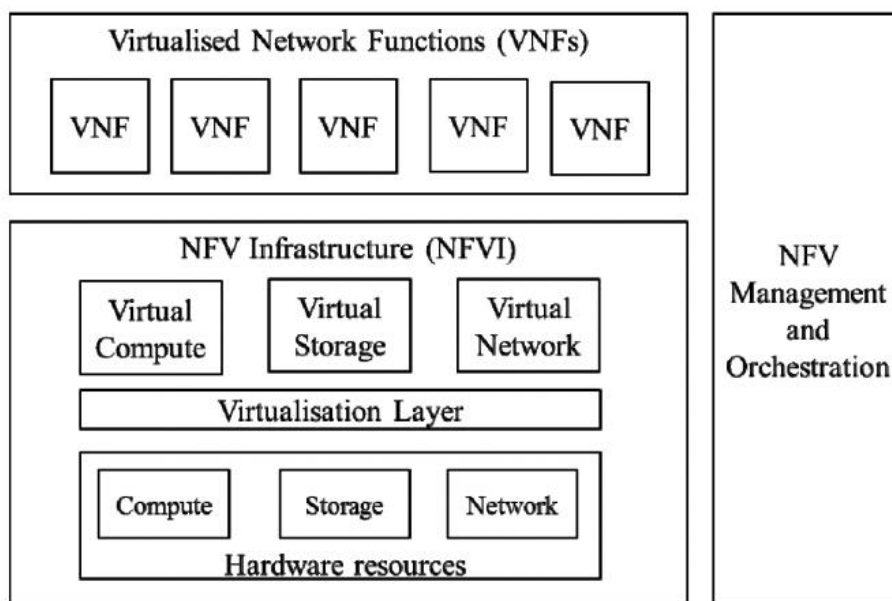 Virtualised Network Functions (VNFs)
VNF VNF VNF VNF VNF
NFV Infrastructure (NFVI)
Virtual
Compute
Virtual
Storage
Virtual
Network
Virtualisation Layer
Compute Storage Network
Hardware resources
NFV
Management
and
Orchestration